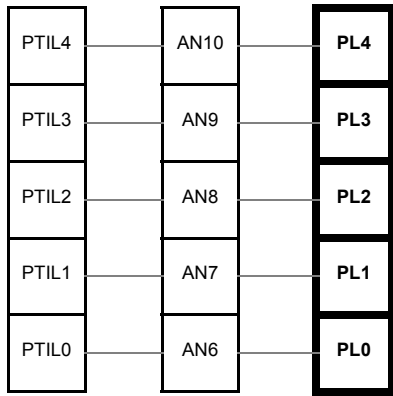 PTIL4 AN10 PL4
PTIL3 AN9 PL3
PTIL2 AN8 PL2
PTIL1 AN7 PL1
PTIL0 AN6 PL0